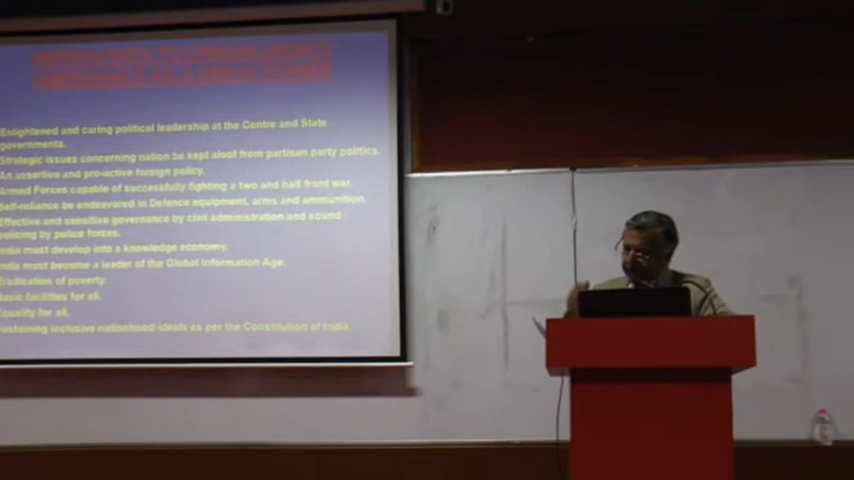 Enlightened and caring political leadership at the Centre and State
governments.
Strategic issues concerning nation be kept aloof from partisan party politics.
An assertive and pro-active foreign policy.
Armed Forces capable of successfully fighting a two and half front war.
Self-reliance be endeavored in Defence equipment, arms and ammunition.
Effective and sensitive governance by civil administration and sound
policing by police forces.
India must develop into a knowledge economy.
India must become a leader of the Global Information Age.
Eradication of poverty.
Basic facilities for all.
Equality for all.
Sustaining inclusive nationhood ideals as per the Constitution of India.